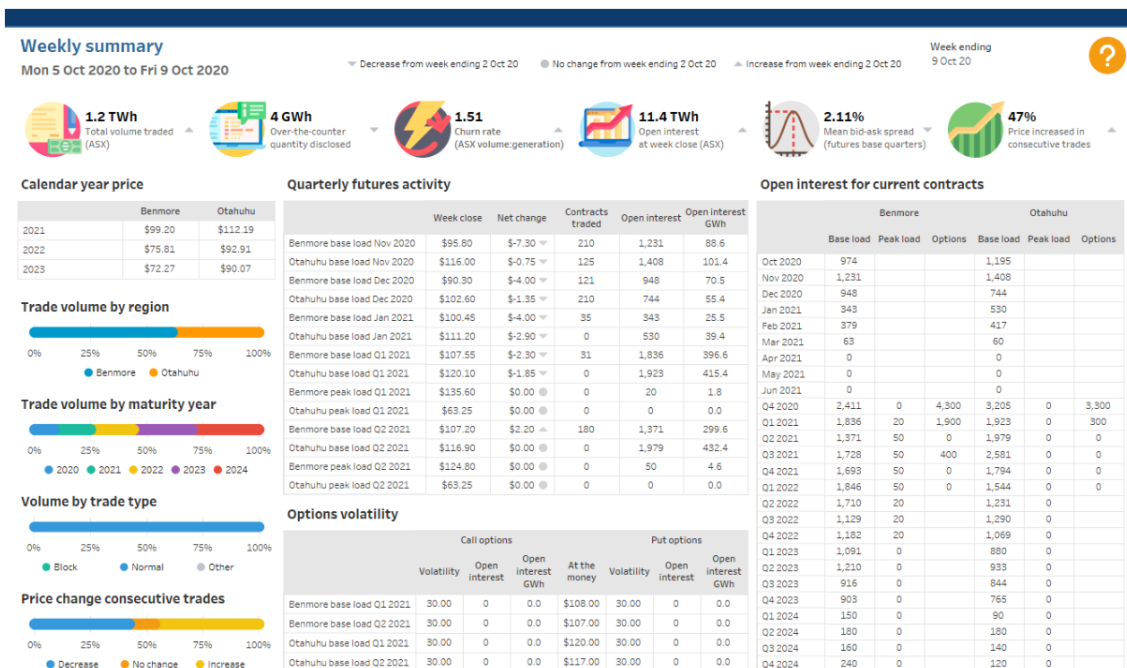 Weekly summary
Mon 5 Oct 2020 to Fri 9 Oct 2020
Decrease from week ending 2 Oct 20 No change from week ending 2 Oct 20 Increase from week ending 2 Oct 20
Week ending
9 Oct 20
?
1.2 TWh
Total volume traded
(ASX)
4 GWh
Over-the-counter
quantity disclosed
1.51
Churn rate
(ASX volume:generation)
11.4 TWh
Open interest
at week close (ASX)
2.11%
Mean bid-ask spread
(futures base quarters)
47%
Price increased in
consecutive trades
Calendar year price
Benmore Otahuhu
2021 $99.20 $112.19
2022 $75.81 $92.91
2023 $72.27 $90.07
Trade volume by region
0% 25% 50% 75% 100%
Benmore Otahuhu
Trade volume by maturity year
0% 25% 50% 75% 100%
2020 2021 2022 2023 2024
Volume by trade type
0% 25% 50% 75% 100%
Block Normal Other
Price change consecutive trades
0% 25% 50% 75% 100%
Decrease No change Increase
Quarterly futures activity
Week close Net change Contracts traded Open interest Open interest GWh
Benmore base load Nov 2020 $95.80 $-7.30 210 1,231 88.6
Otahuhu base load Nov 2020 $116.00 $-0.75 125 1,408 101.4
Benmore base load Dec 2020 $90.30 $-4.00 121 948 70.5
Otahuhu base load Dec 2020 $102.60 $-1.35 210 744 55.4
Benmore base load Jan 2021 $100.45 $-4.00 35 343 25.5
Otahuhu base load Jan 2021 $111.20 $-2.90 0 530 39.4
Benmore base load Q1 2021 $107.55 $-2.30 31 1,836 396.6
Otahuhu base load Q1 2021 $120.10 $-1.85 0 1,923 415.4
Benmore peak load Q1 2021 $135.60 $0.00 0 20 1.8
Otahuhu peak load Q1 2021 $63.25 $0.00 0 0 0.0
Benmore base load Q2 2021 $107.20 $2.20 180 1,371 299.6
Otahuhu base load Q2 2021 $116.90 $0.00 0 1,979 432.4
Benmore peak load Q2 2021 $124.80 $0.00 0 50 4.6
Otahuhu peak load Q2 2021 $63.25 $0.00 0 0 0.0
Options volatility
Call options Put options
Volatility Open interest Open interest GWh At the money Volatility Open interest Open interest GWh
Benmore base load Q1 2021 30.00 0 0.0 $108.00 30.00 0 0.0
Benmore base load Q2 2021 30.00 0 0.0 $107.00 30.00 0 0.0
Otahuhu base load Q1 2021 30.00 0 0.0 $120.00 30.00 0 0.0
Otahuhu base load Q2 2021 30.00 0 0.0 $117.00 30.00 0 0.0
Open interest for current contracts
Benmore Otahuhu
Base load Peak load Options Base load Peak load Options
Oct 2020 974 1,195
Nov 2020 1,231 1,408
Dec 2020 948 744
Jan 2021 343 530
Feb 2021 379 417
Mar 2021 63 60
Apr 2021 0 0
May 2021 0 0
Jun 2021 0 0
Q4 2020 2,411 0 4,300 3,205 0 3,300
Q1 2021 1,836 20 1,900 1,923 0 300
Q2 2021 1,371 50 0 1,979 0 0
Q3 2021 1,728 50 400 2,581 0 0
Q4 2021 1,693 50 0 1,794 0 0
Q1 2022 1,846 50 0 1,544 0 0
Q2 2022 1,710 20 1,231 0
Q3 2022 1,129 20 1,290 0
Q4 2022 1,182 20 1,069 0
Q1 2023 1,091 0 880 0
Q2 2023 1,210 0 933 0
Q3 2023 916 0 844 0
Q4 2023 903 0 765 0
Q1 2024 150 0 90 0
Q2 2024 180 0 180 0
Q3 2024 160 0 140 0
Q4 2024 240 0 120 0